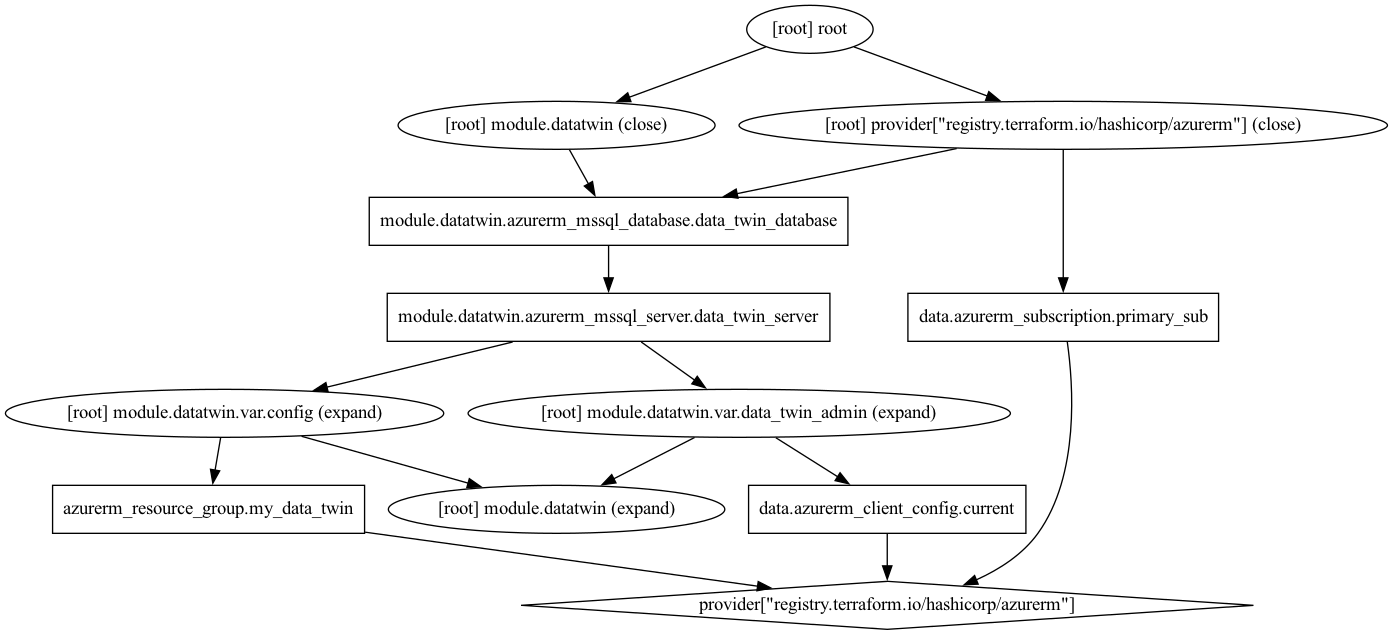 [root] root
[root] module.datatwin (close)
[root] provider["registry.terraform.io/hashicorp/azurerm"] (close)
module.datatwin.azurerm_mssql_database.data_twin_database
module.datatwin.azurerm_mssql_server.data_twin_server
data.azurerm_subscription.primary_sub
[root] module.datatwin.var.config (expand)
[root] module.datatwin.var.data_twin_admin (expand)
azurerm_resource_group.my_data_twin
[root] module.datatwin (expand)
data.azurerm_client_config.current
provider["registry.terraform.io/hashicorp/azurerm"]